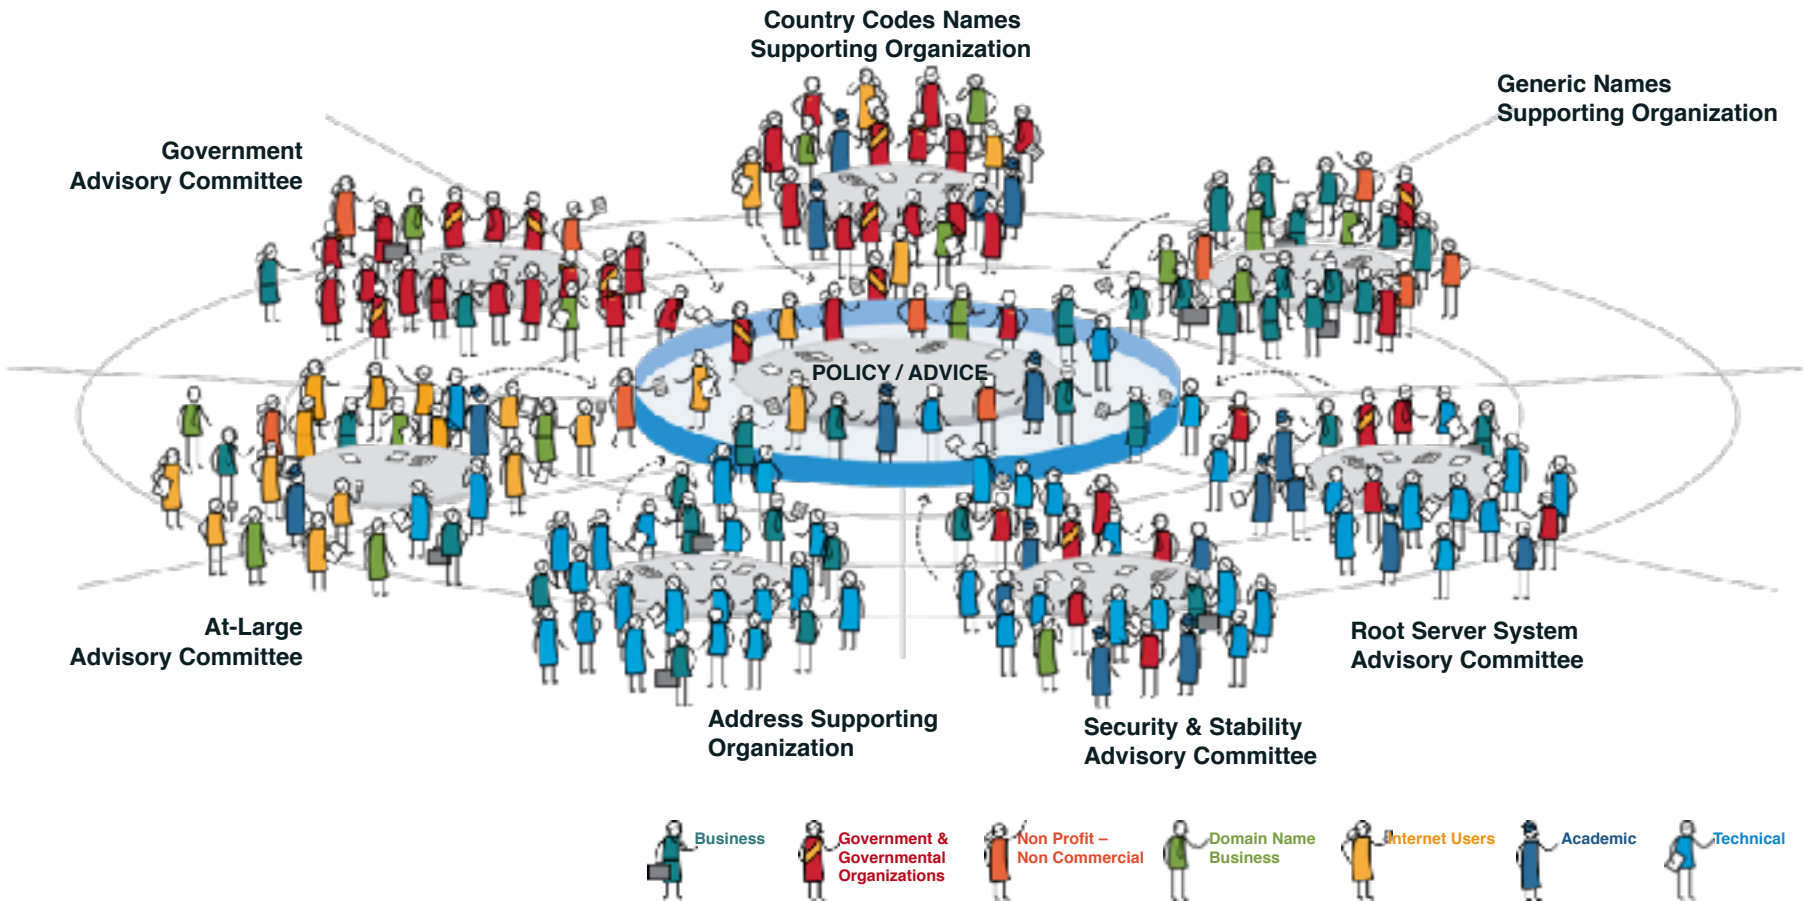 Country Codes Names
Supporting Organization
Generic Names
Supporting Organization
Government
Advisory Committee
POLICY / ADVICE
At-Large
Advisory Committee
Root Server System
Advisory Committee
Address Supporting
Organization
Security & Stability
Advisory Committee
Business
Government &
Governmental
Organizations
Non Profit –
Non Commercial
Domain Name
Business
Internet Users
Academic
Technical